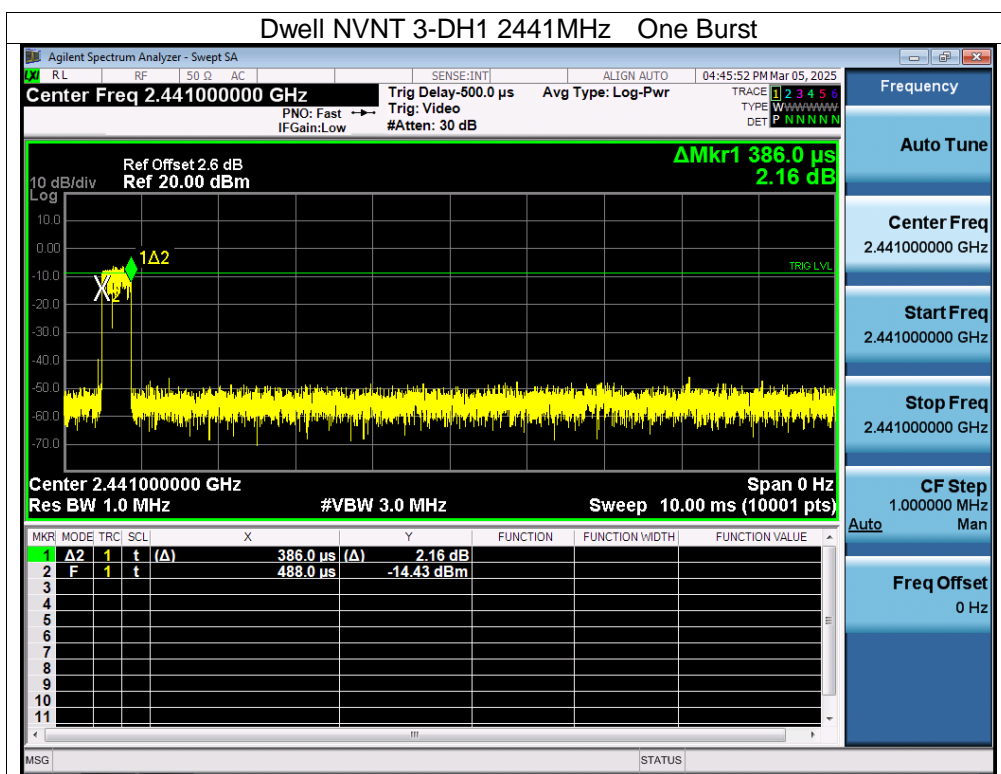 Dwell NVNT 3-DH1 2441MHz One Burst
Agilent Spectrum Analyzer - Swept SA
LXI RL RF 50 Ω AC SENSE:INT ALIGN AUTO 04:45:52 PM Mar 05, 2025
Center Freq 2.441000000 GHz Trig Delay-500.0 µs Avg Type: Log-Pwr TRACE 1 2 3 4 5 6
PNO: Fast Trig: Video TYPE WWWWWW
IFGain:Low #Atten: 30 dB DET P N N N N N
ΔMkr1 386.0 µs
2.16 dB
Ref Offset 2.6 dB
10 dB/div Ref 20.00 dBm
Log
10.0
0.00
-10.0
-20.0
-30.0
-40.0
-50.0
-60.0
-70.0
1Δ2
X2
TRIG LVL
Center 2.441000000 GHz Span 0 Hz
Res BW 1.0 MHz #VBW 3.0 MHz Sweep 10.00 ms (10001 pts)
MKR MODE TRC SCL X Y FUNCTION FUNCTION WIDTH FUNCTION VALUE
1 Δ2 1 t (Δ) 386.0 µs (Δ) 2.16 dB
2 F 1 t 488.0 µs -14.43 dBm
3
4
5
6
7
8
9
10
11
MSG STATUS
Frequency
Auto Tune
Center Freq
2.441000000 GHz
Start Freq
2.441000000 GHz
Stop Freq
2.441000000 GHz
CF Step
1.000000 MHz
Auto Man
Freq Offset
0 Hz